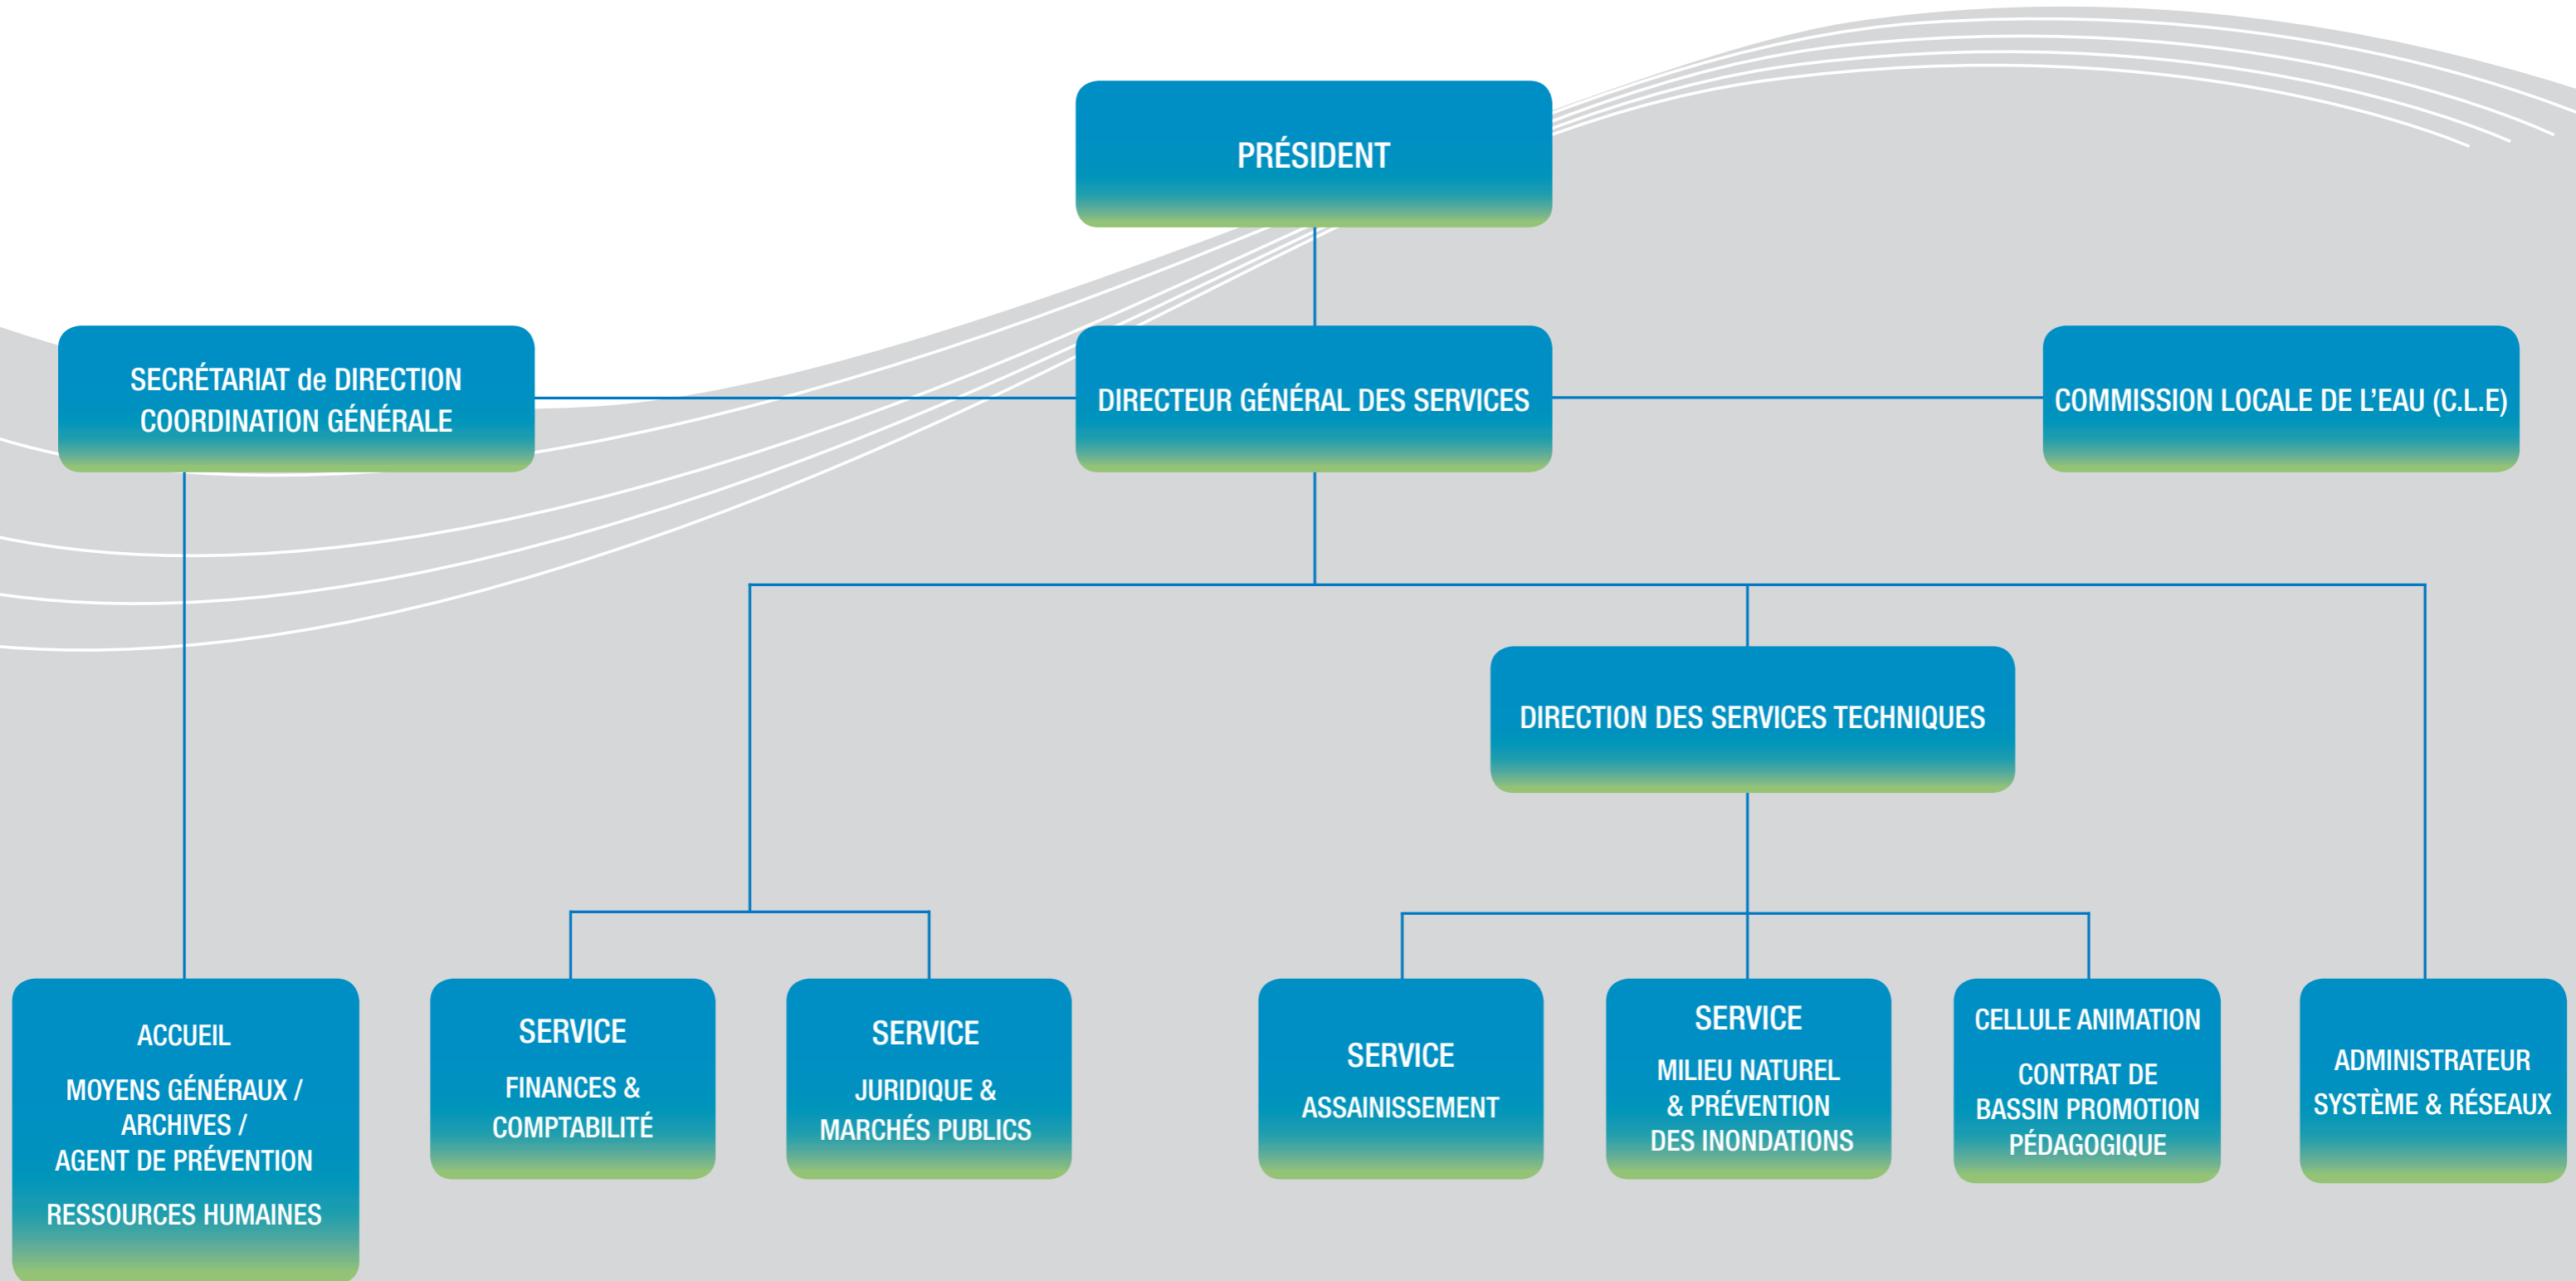 PRÉSIDENT
SECRÉTARIAT de DIRECTION
COORDINATION GÉNÉRALE
DIRECTEUR GÉNÉRAL DES SERVICES
COMMISSION LOCALE DE L’EAU (C.L.E)
DIRECTION DES SERVICES TECHNIQUES
ACCUEIL
MOYENS GÉNÉRAUX /
ARCHIVES /
AGENT DE PRÉVENTION
RESSOURCES HUMAINES
SERVICE
FINANCES &
COMPTABILITÉ
SERVICE
JURIDIQUE &
MARCHÉS PUBLICS
SERVICE
ASSAINISSEMENT
SERVICE
MILIEU NATUREL
& PRÉVENTION
DES INONDATIONS
CELLULE ANIMATION
CONTRAT DE
BASSIN PROMOTION
PÉDAGOGIQUE
ADMINISTRATEUR
SYSTÈME & RÉSEAUX